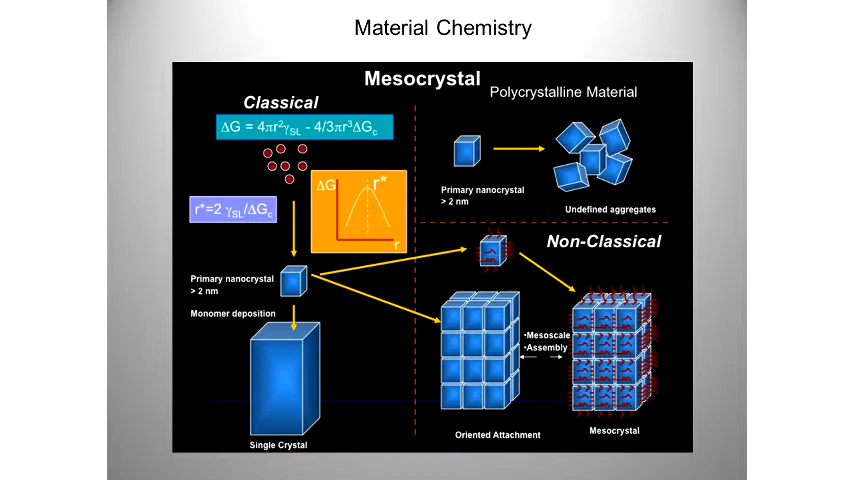 Material Chemistry
Mesocrystal
Classical
Polycrystalline Material
ΔG = 4πr²γSL - 4/3πr³ΔGc
ΔG
r*
r
r*=2 γSL/ΔGc
Primary nanocrystal
> 2 nm
Undefined aggregates
Non-Classical
Primary nanocrystal
> 2 nm
Monomer deposition
•Mesoscale
•Assembly
Single Crystal
Oriented Attachment
Mesocrystal